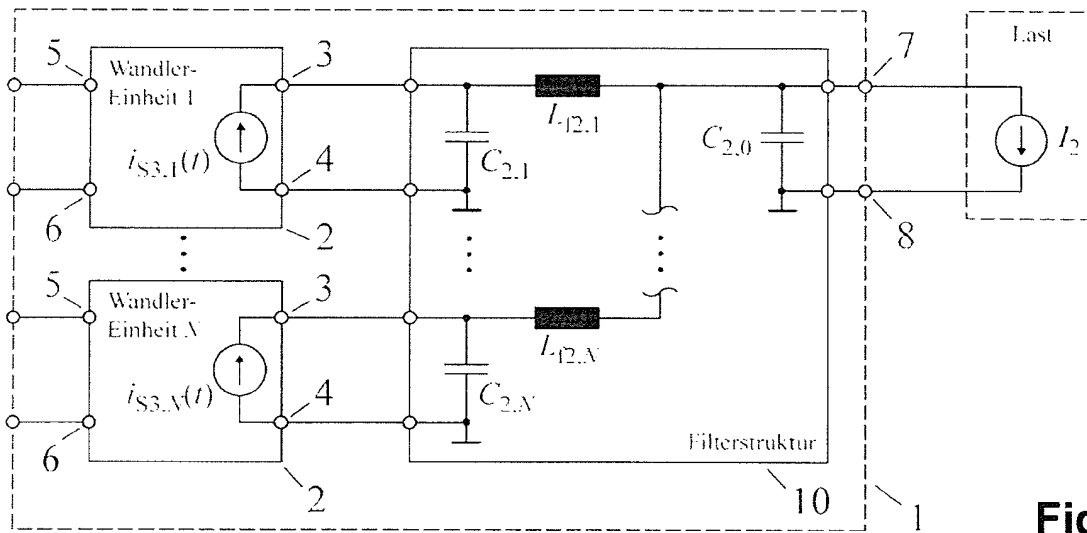 5
Wandler-
Einheit 1
3
7
Last
L_f2,1
i_S3,1(t)
4
C_2,1
C_2,0
I_2
6
2
8
5
Wandler-
Einheit N
3
L_f2,N
i_S3,N(t)
4
C_2,N
6
Filterstruktur
2
10
1
Fig